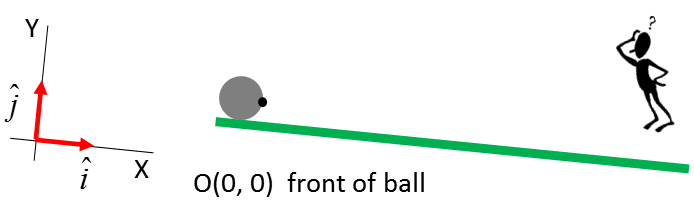 Y
?
ĵ
î
X
O(0, 0) front of ball